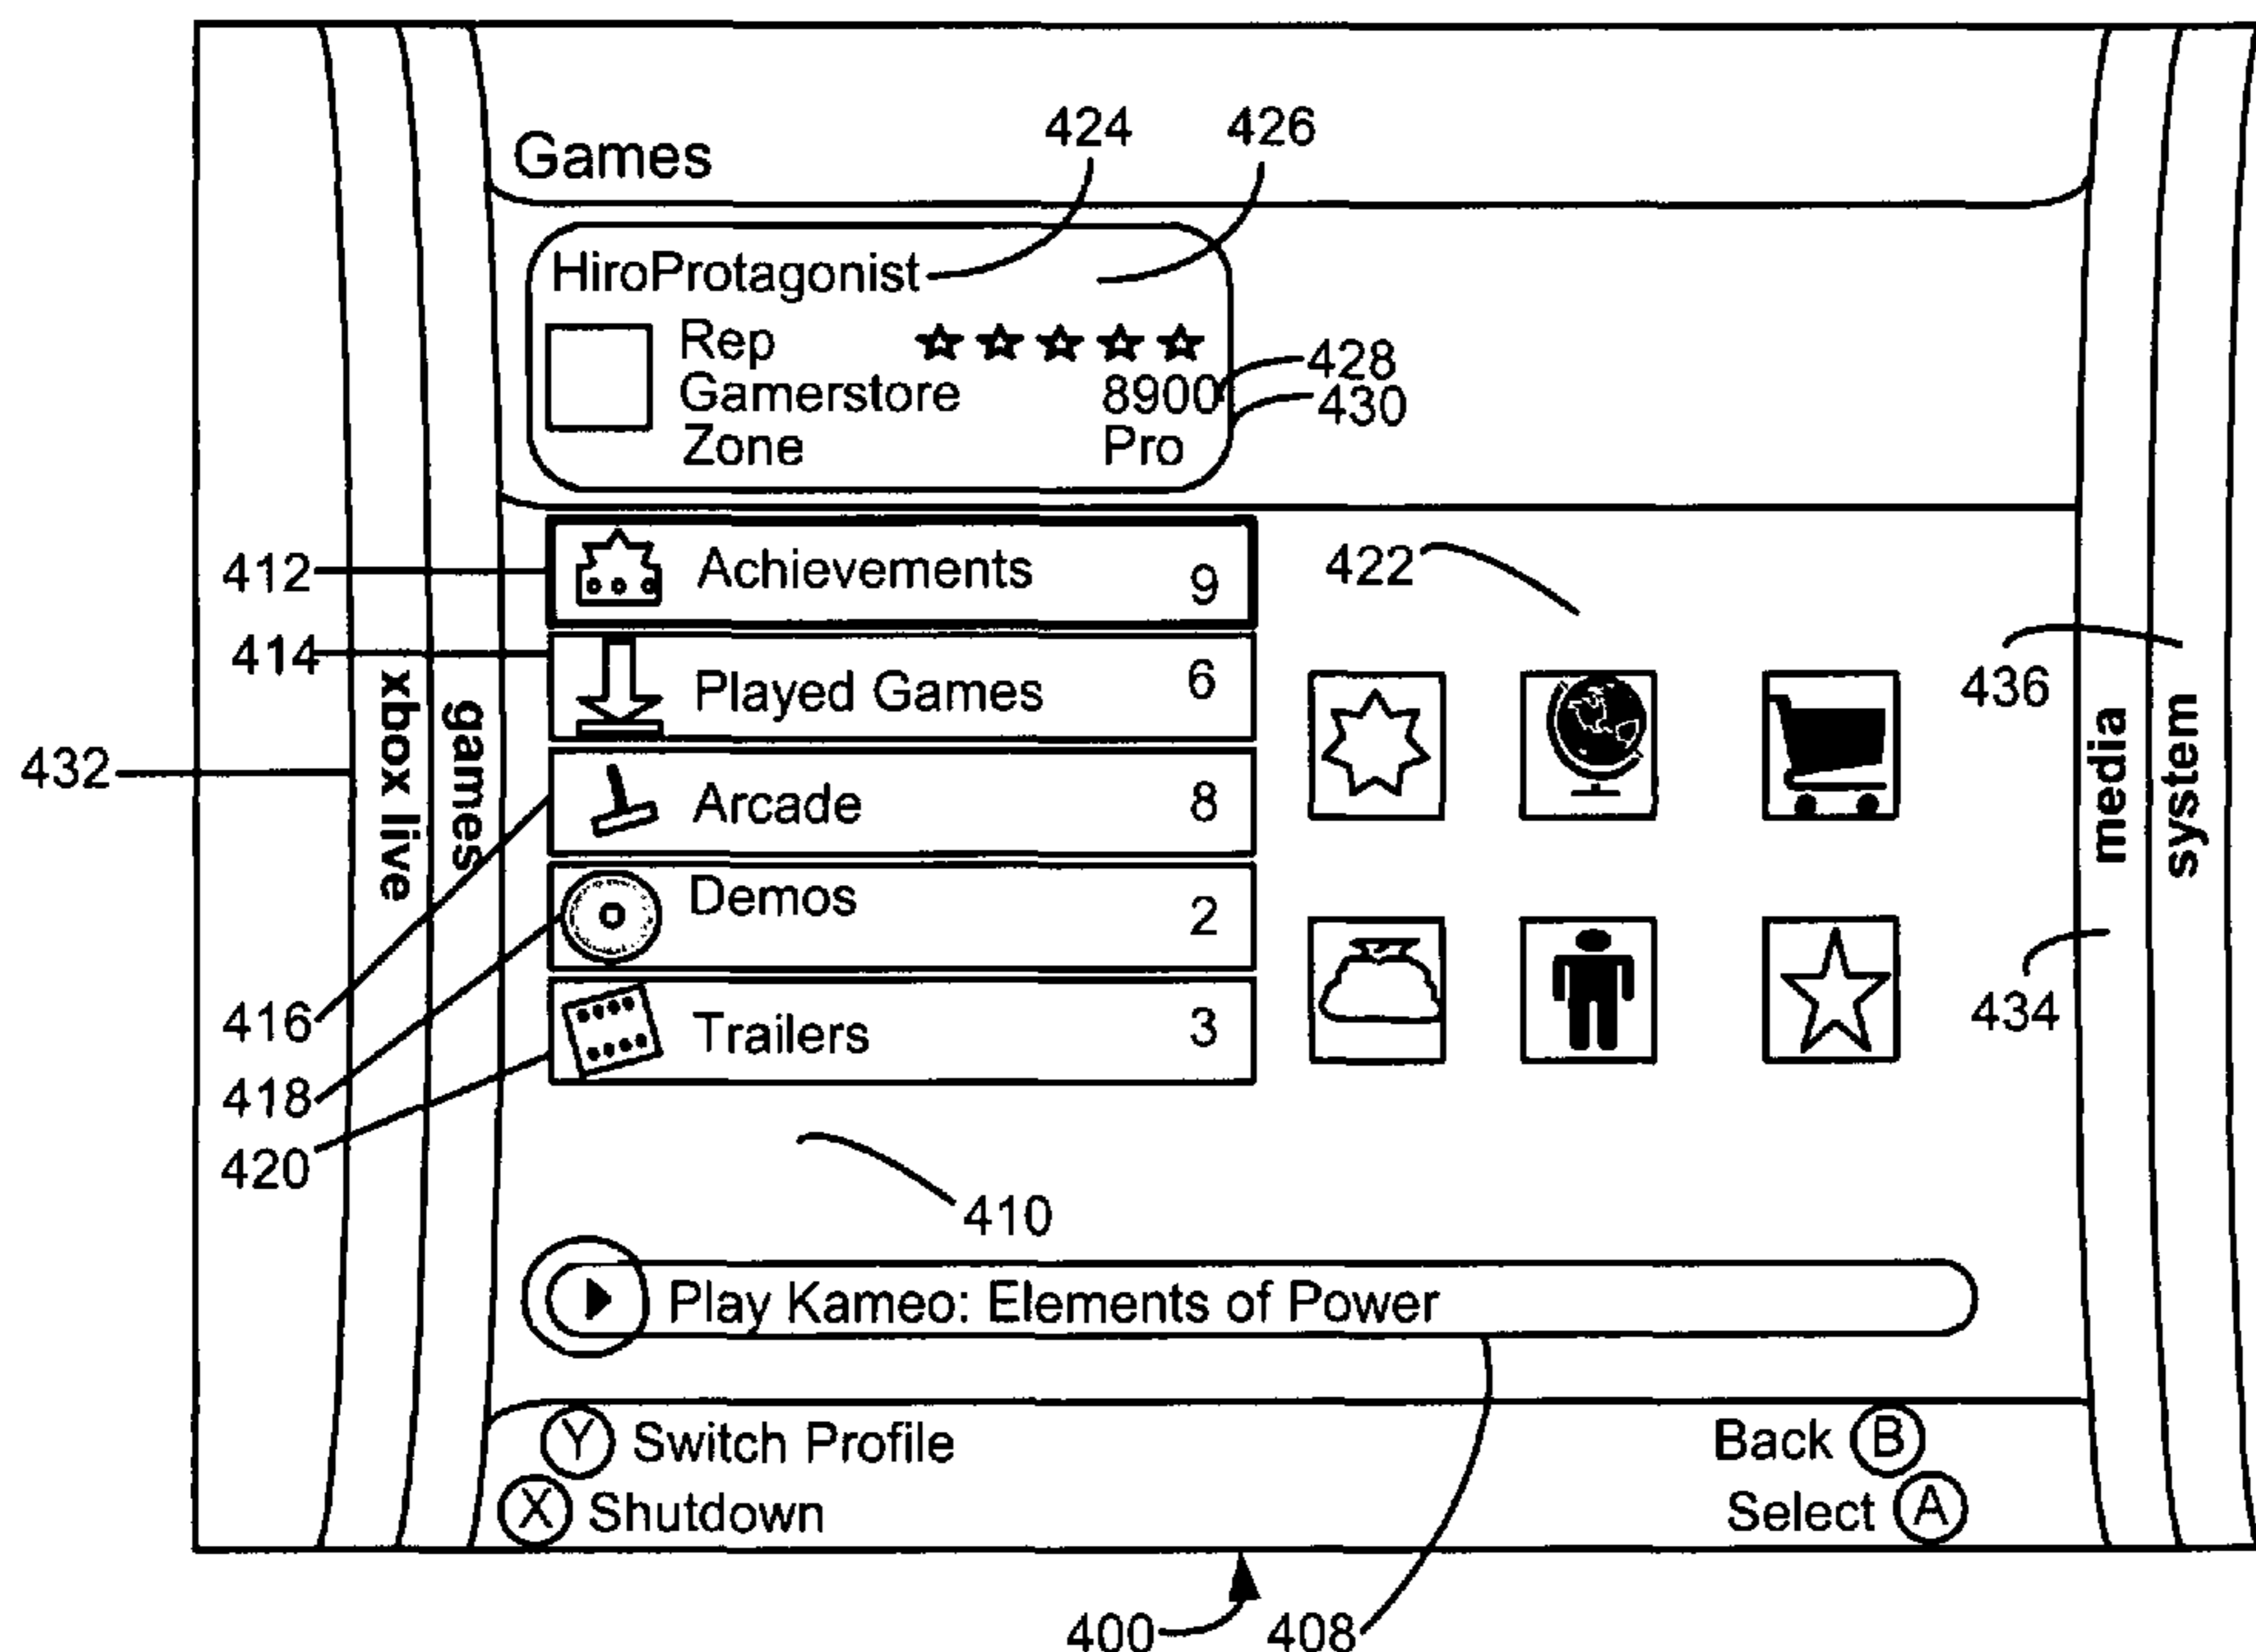 424 426
Games
HiroProtagonist
Rep
428
Gamerstore 8900
430
Zone Pro
412 Achievements 9
422
414 Played Games 6
436
432 xbox live
games
media
system
Arcade 8
Demos 2
416 Trailers 3
434
418
420
410
Play Kameo: Elements of Power
Y Switch Profile Back B
X Shutdown Select A
400 408